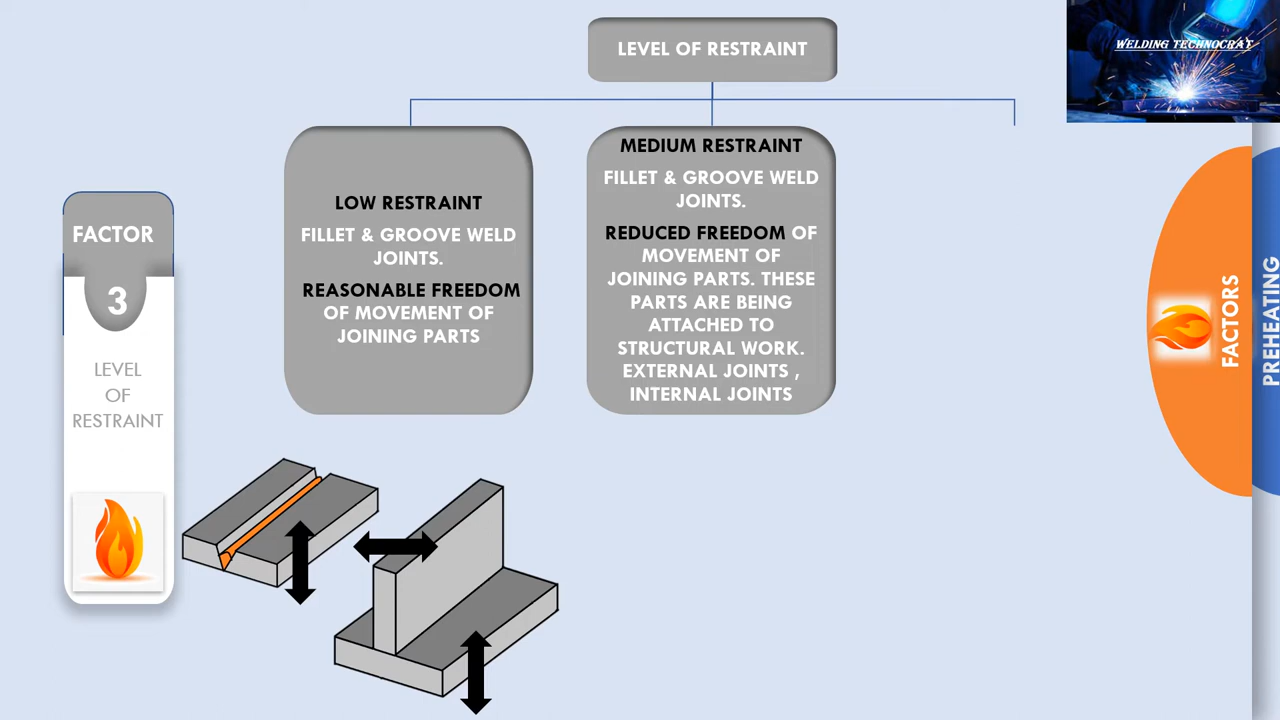 LEVEL OF RESTRAINT
WELDING TECHNOCRAT
FACTOR
3
LEVEL
OF
RESTRAINT
LOW RESTRAINT
FILLET & GROOVE WELD
JOINTS.
REASONABLE FREEDOM
OF MOVEMENT OF
JOINING PARTS
MEDIUM RESTRAINT
FILLET & GROOVE WELD
JOINTS.
REDUCED FREEDOM OF
MOVEMENT OF
JOINING PARTS. THESE
PARTS ARE BEING
ATTACHED TO
STRUCTURAL WORK.
EXTERNAL JOINTS ,
INTERNAL JOINTS
FACTORS
PREHEATING